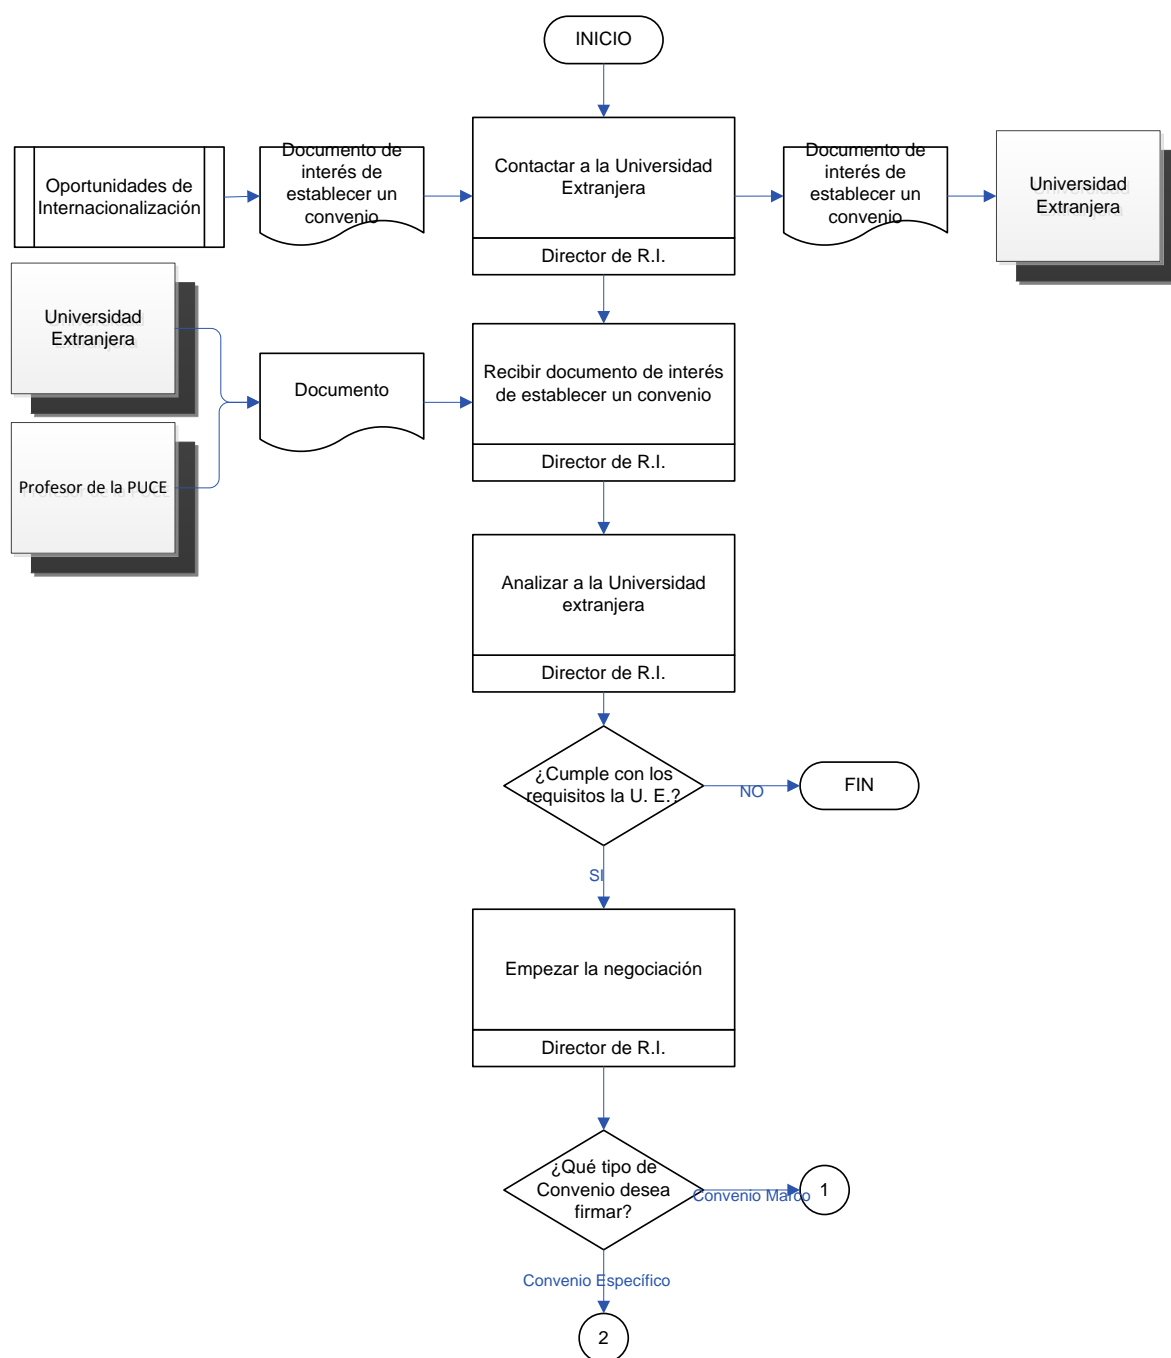 INICIO
Oportunidades de
Internacionalización
Documento de
interés de
establecer un
convenio
Contactar a la Universidad
Extranjera
Director de R.I.
Documento de
interés de
establecer un
convenio
Universidad
Extranjera
Universidad
Extranjera
Profesor de la PUCE
Documento
Recibir documento de interés
de establecer un convenio
Director de R.I.
Analizar a la Universidad
extranjera
Director de R.I.
¿Cumple con los
requisitos la U. E.?
NO
FIN
SI
Empezar la negociación
Director de R.I.
¿Qué tipo de
Convenio desea
firmar?
Convenio Marco
1
Convenio Específico
2